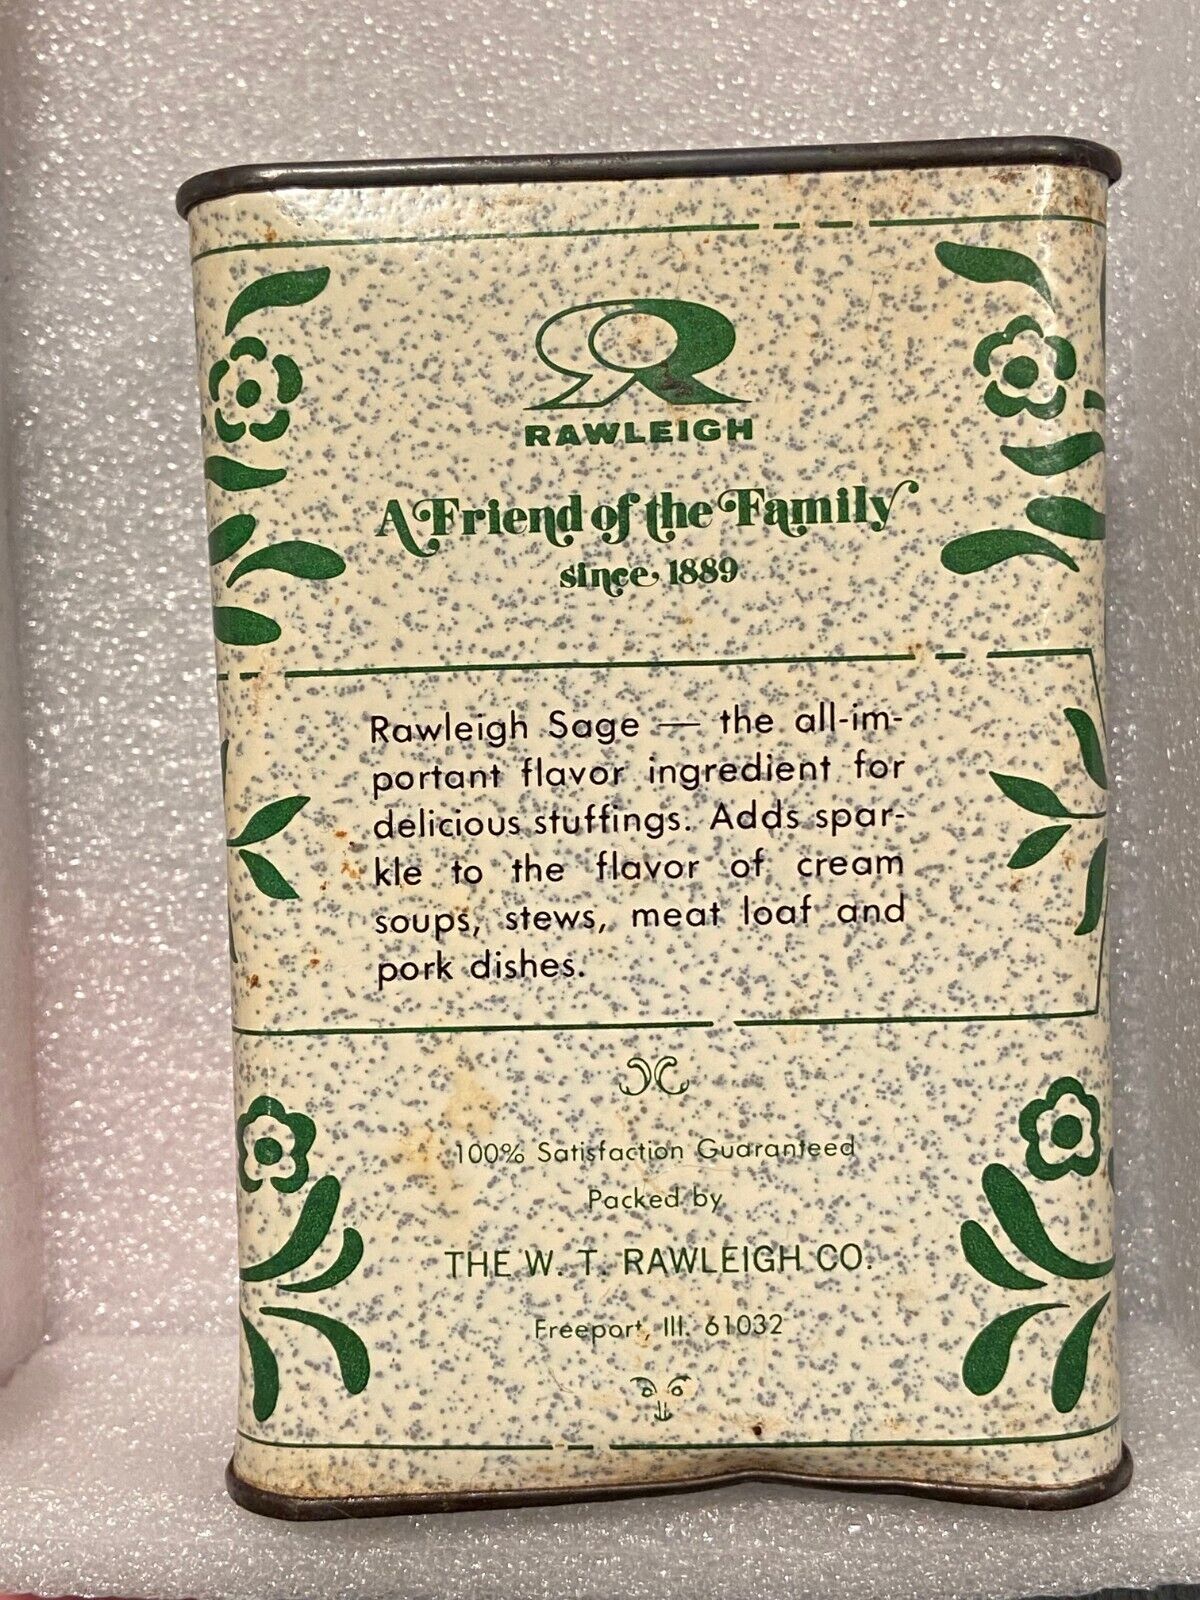 RAWLEIGH
A Friend of the Family
since 1889
Rawleigh Sage — the all-im-
portant flavor ingredient for
delicious stuffings. Adds spar-
kle to the flavor of cream
soups, stews, meat loaf and
pork dishes.
100% Satisfaction Guaranteed
Packed by
THE W. T. RAWLEIGH CO.
Freeport, Ill. 61032